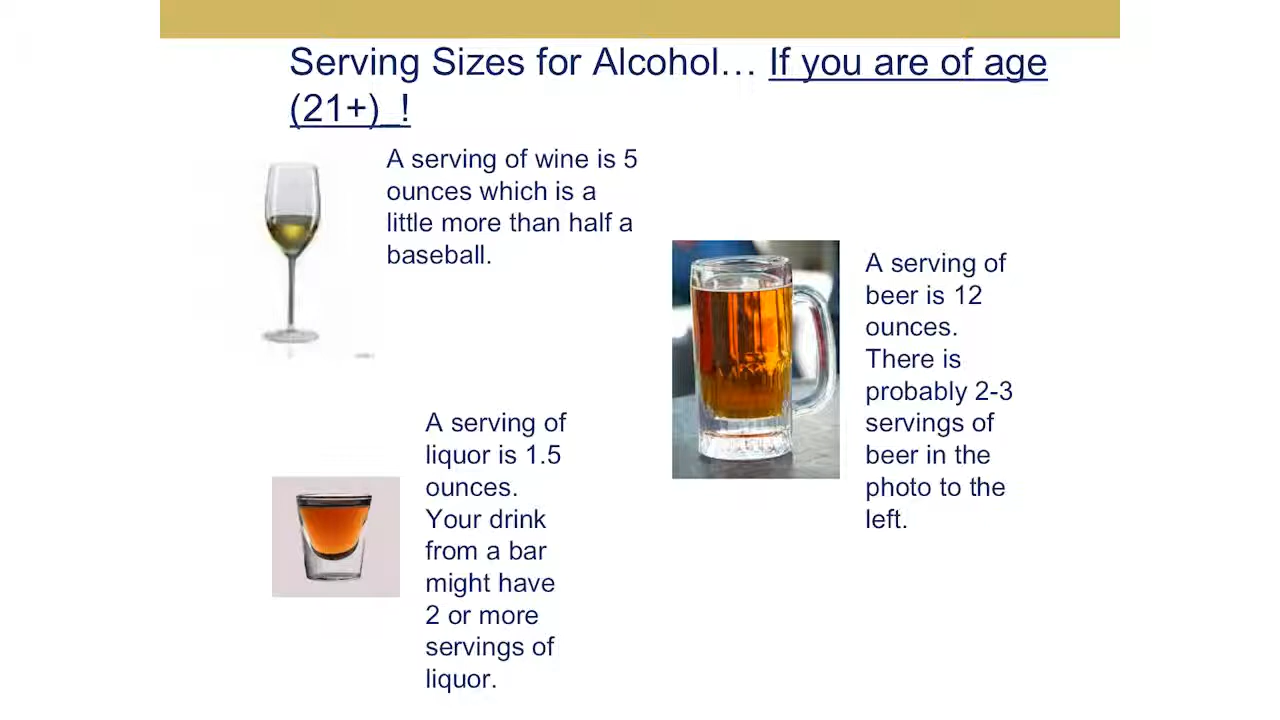 Serving Sizes for Alcohol… If you are of age
(21+)_!
A serving of wine is 5
ounces which is a
little more than half a
baseball.
A serving of
beer is 12
ounces.
There is
probably 2-3
servings of
beer in the
photo to the
left.
A serving of
liquor is 1.5
ounces.
Your drink
from a bar
might have
2 or more
servings of
liquor.